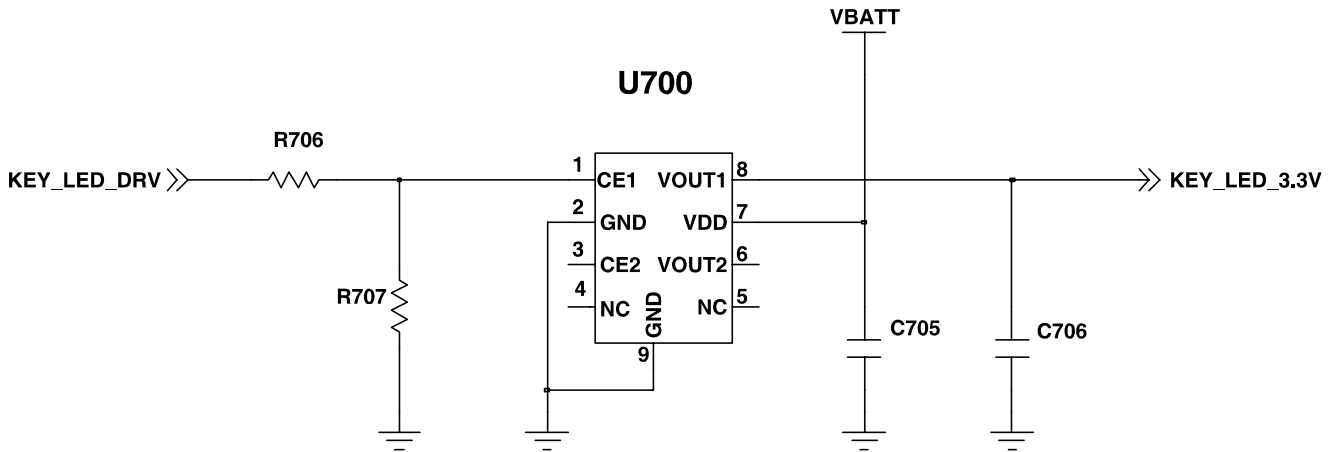 VBATT
U700
R706
KEY_LED_DRV
1
CE1
VOUT1
8
KEY_LED_3.3V
2
GND
VDD
7
3
CE2
VOUT2
6
R707
4
NC
GND
NC
5
9
C705
C706